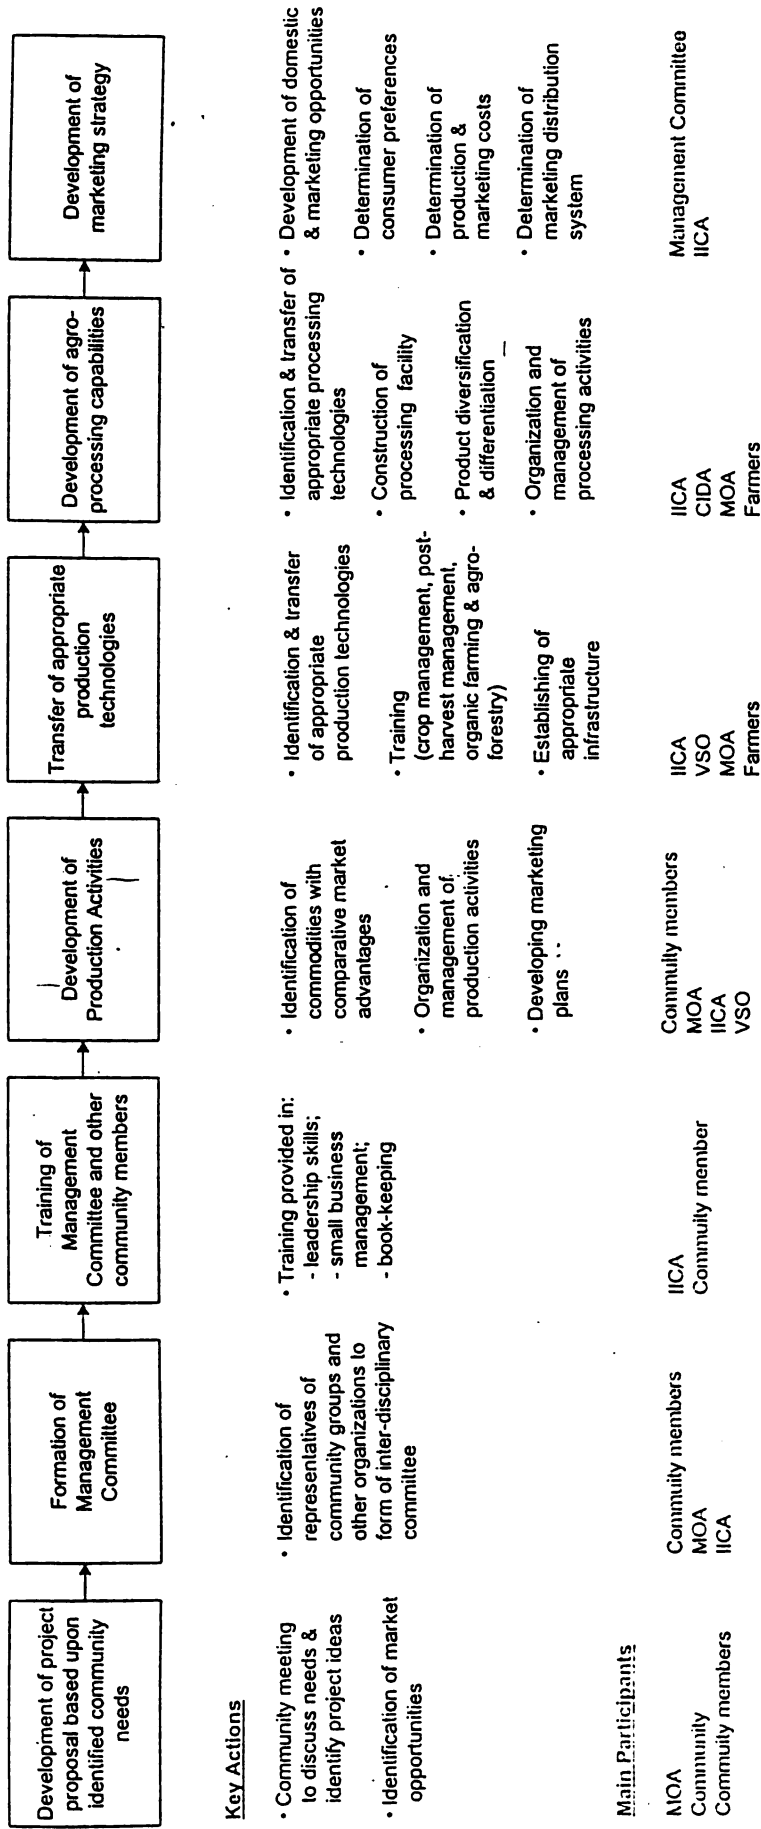 Development of project
proposal based upon
identified community
needs
Formation of
Management
Committee
Training of
Management
Committee and other
community members
Development of
Production Activities
Transfer of appropriate
production
technologies
Development of agro-
processing capabilities
Development of
marketing strategy
Key Actions
• Community meeting
to discuss needs &
identify project ideas
• Identification of market
opportunities
• Identification of
representatives of
community groups and
other organizations to
form of inter-disciplinary
committee
• Training provided in:
- leadership skills;
- small business
management;
- book-keeping
• Identification of
commodities with
comparative market
advantages
• Organization and
management of
production activities
• Developing marketing
plans
• Identification & transfer
of appropriate
production technologies
• Training
(crop management, post-
harvest management,
organic farming & agro-
forestry)
• Establishing of
appropriate
infrastructure
• Identification & transfer of
appropriate processing
technologies
• Construction of
processing facility
• Product diversification
& differentiation
• Organization and
management of
processing activities
• Development of domestic
& marketing opportunities
• Determination of
consumer preferences
• Determination of
production &
marketing costs
• Determination of
marketing distribution
system
Main Participants
MOA
Community
Commuity members
Commuity members
MOA
IICA
IICA
Commuity member
Commuity members
MOA
IICA
VSO
IICA
VSO
MOA
Farmers
IICA
CIDA
MOA
Farmers
Management Committee
IICA